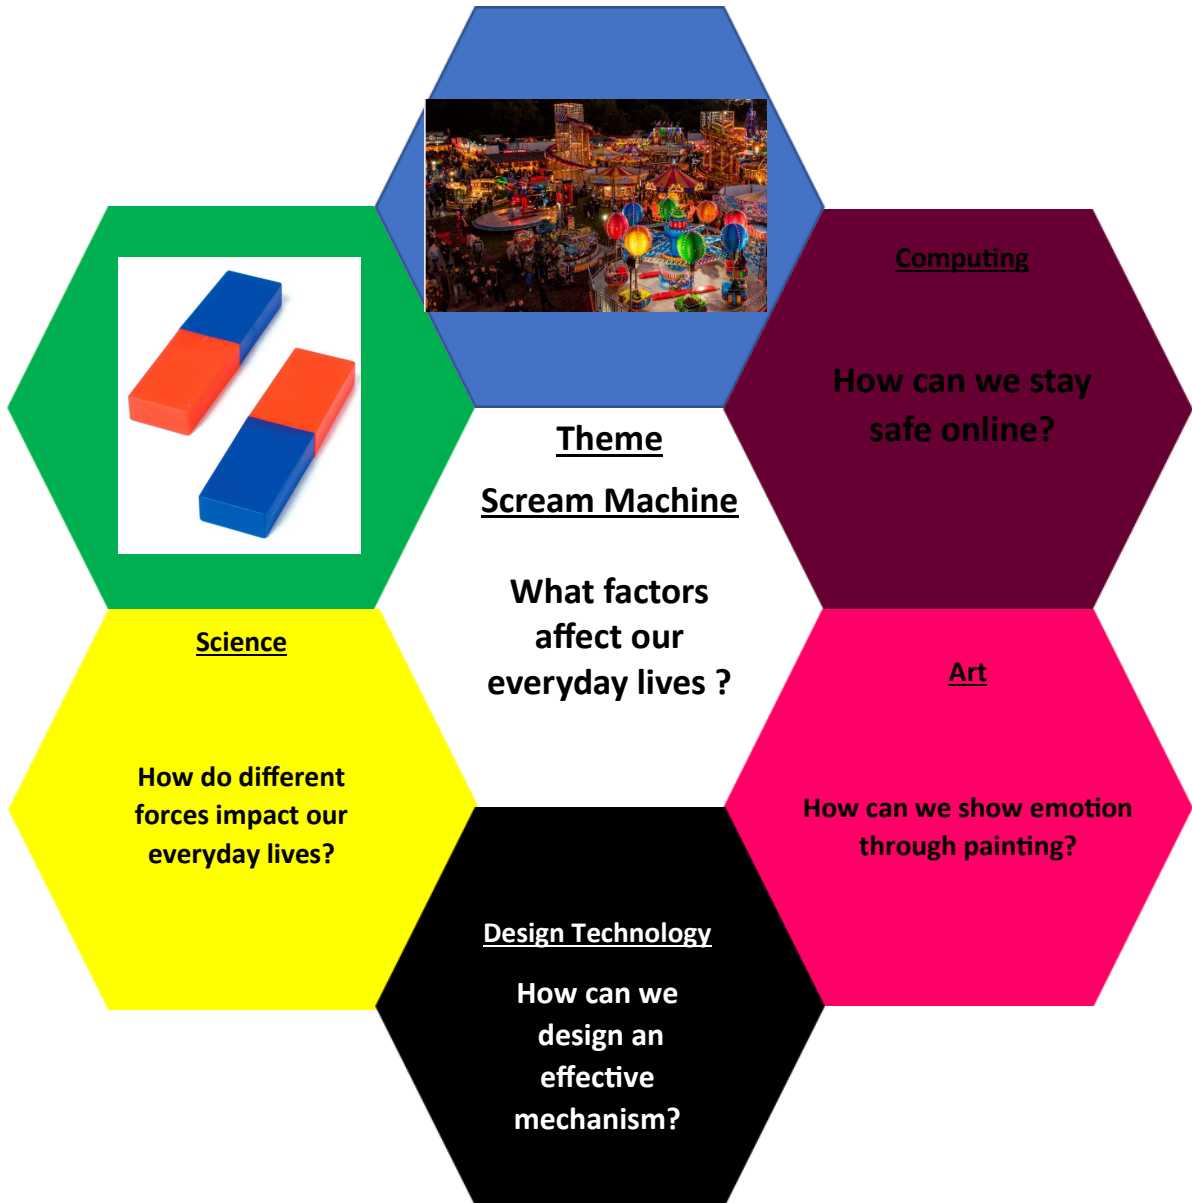 Theme
Scream Machine
What factors
affect our
everyday lives ?
Computing
How can we stay
safe online?
Science
How do different
forces impact our
everyday lives?
Art
How can we show emotion
through painting?
Design Technology
How can we
design an
effective
mechanism?